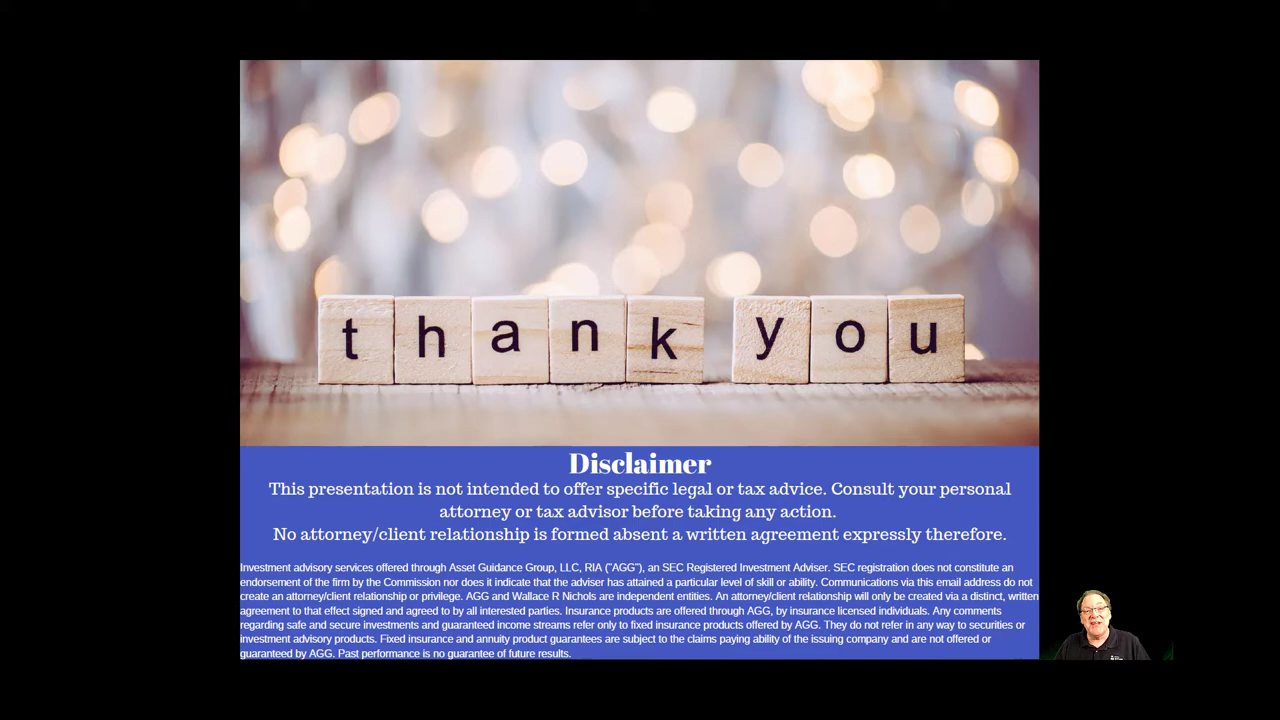 thank you
Disclaimer
This presentation is not intended to offer specific legal or tax advice. Consult your personal
attorney or tax advisor before taking any action.
No attorney/client relationship is formed absent a written agreement expressly therefore.
Investment advisory services offered through Asset Guidance Group, LLC, RIA ("AGG"), an SEC Registered Investment Adviser. SEC registration does not constitute an
endorsement of the firm by the Commission nor does it indicate that the adviser has attained a particular level of skill or ability. Communications via this email address do not
create an attorney/client relationship or privilege. AGG and Wallace R Nichols are independent entities. An attorney/client relationship will only be created via a distinct, written
agreement to that effect signed and agreed to by all interested parties. Insurance products are offered through AGG, by insurance licensed individuals. Any comments
regarding safe and secure investments and guaranteed income streams refer only to fixed insurance products offered by AGG. They do not refer in any way to securities or
investment advisory products. Fixed insurance and annuity product guarantees are subject to the claims paying ability of the issuing company and are not offered or
guaranteed by AGG. Past performance is no guarantee of future results.